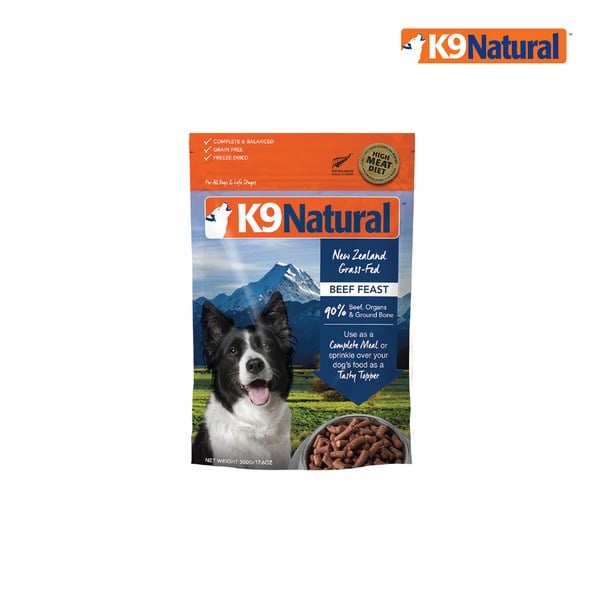 K9Natural
COMPLETE & BALANCED
GRAIN FREE
FREEZE DRIED
HIGH
MEAT
DIET
For All Dogs & Life Stages
K9Natural
New Zealand
Grass-Fed
BEEF FEAST
90% Beef, Organs
& Ground Bone
Use as a
Complete Meal or
sprinkle over your
dog's food as a
Tasty Topper
NET WEIGHT 500G/17.6OZ